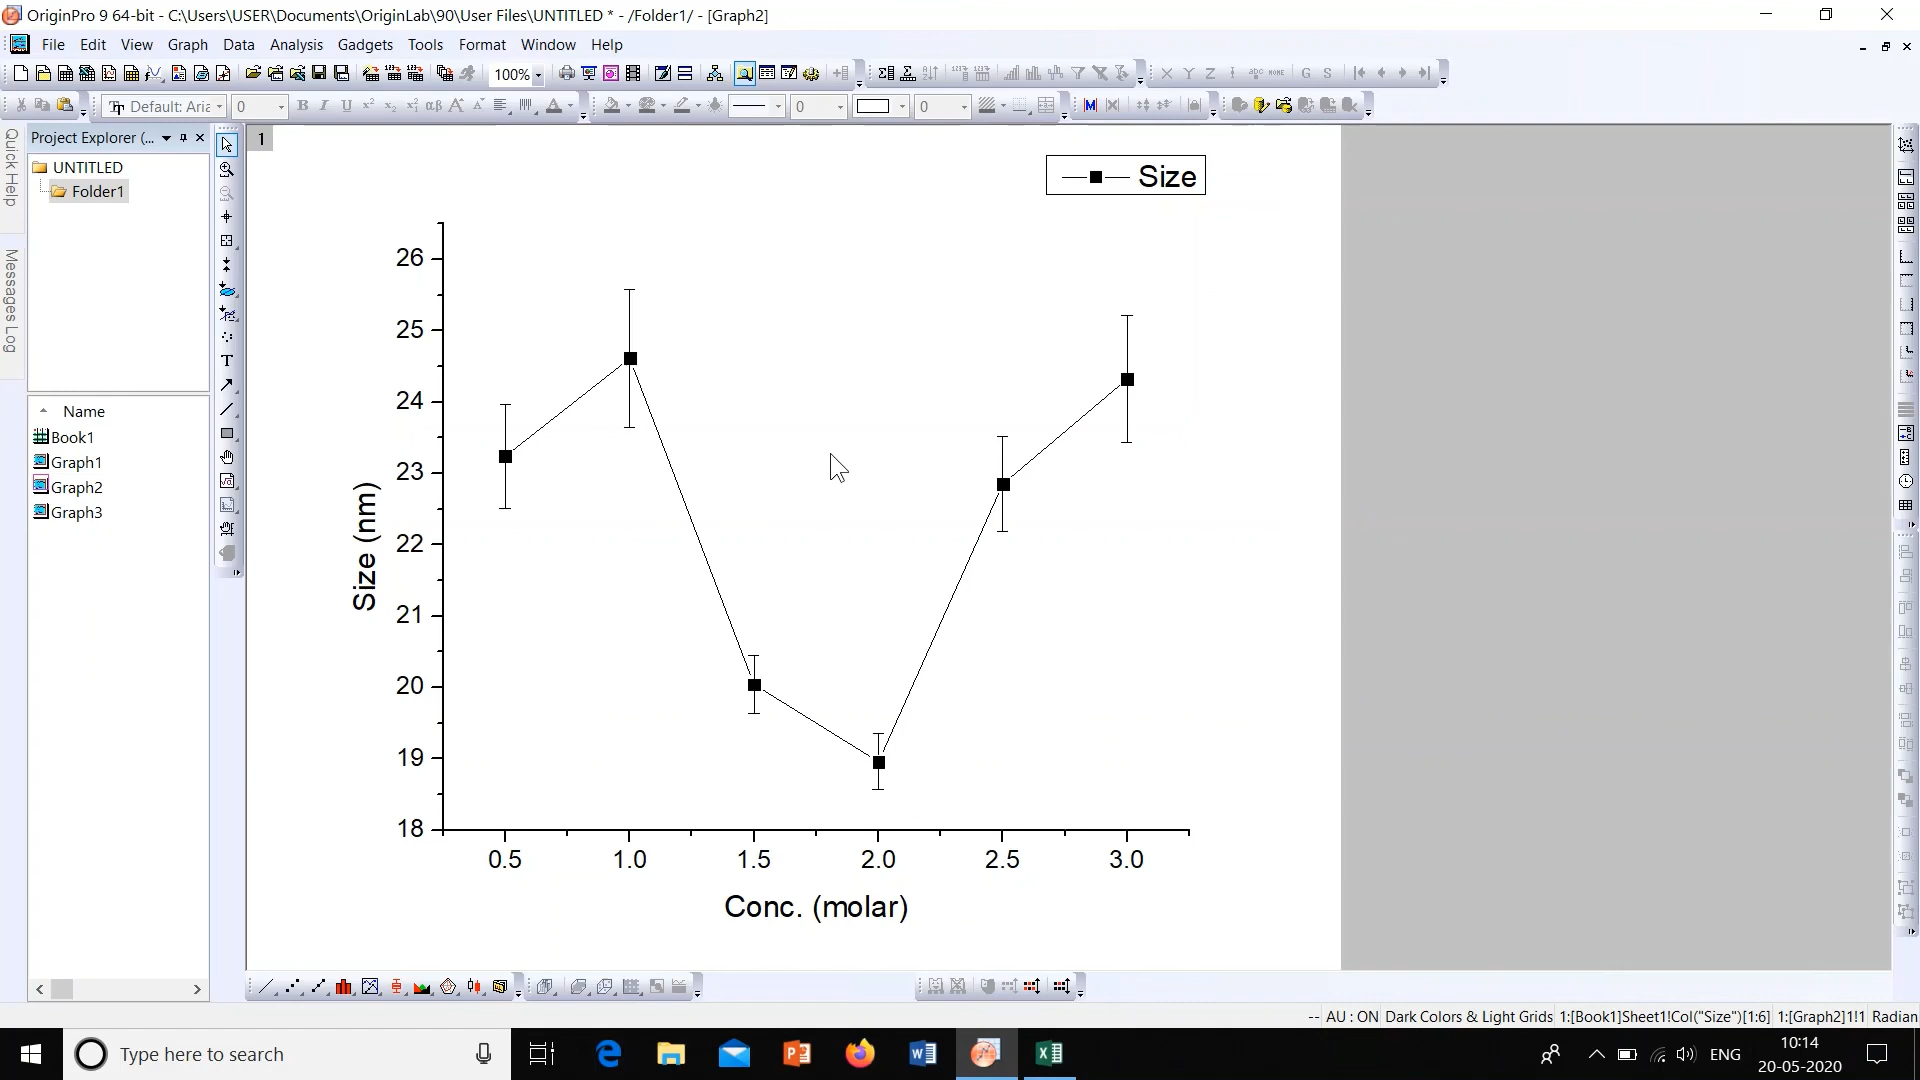 OriginPro 9 64-bit - C:\Users\USER\Documents\OriginLab\90\User Files\UNTITLED * - /Folder1/ - [Graph2]
File Edit View Graph Data Analysis Gadgets Tools Format Window Help
100%
Default: Aria 0 B I U αβ 0 0
Project Explorer (...
Quick Help
Messages Log
UNTITLED
Folder1
Name
Book1
Graph1
Graph2
Graph3
1
Size
26
25
24
23
22
21
20
19
18
Size (nm)
0.5 1.0 1.5 2.0 2.5 3.0
Conc. (molar)
-- AU : ON Dark Colors & Light Grids 1:[Book1]Sheet1!Col("Size")[1:6] 1:[Graph2]1!1 Radian
Type here to search
ENG
10:14
20-05-2020